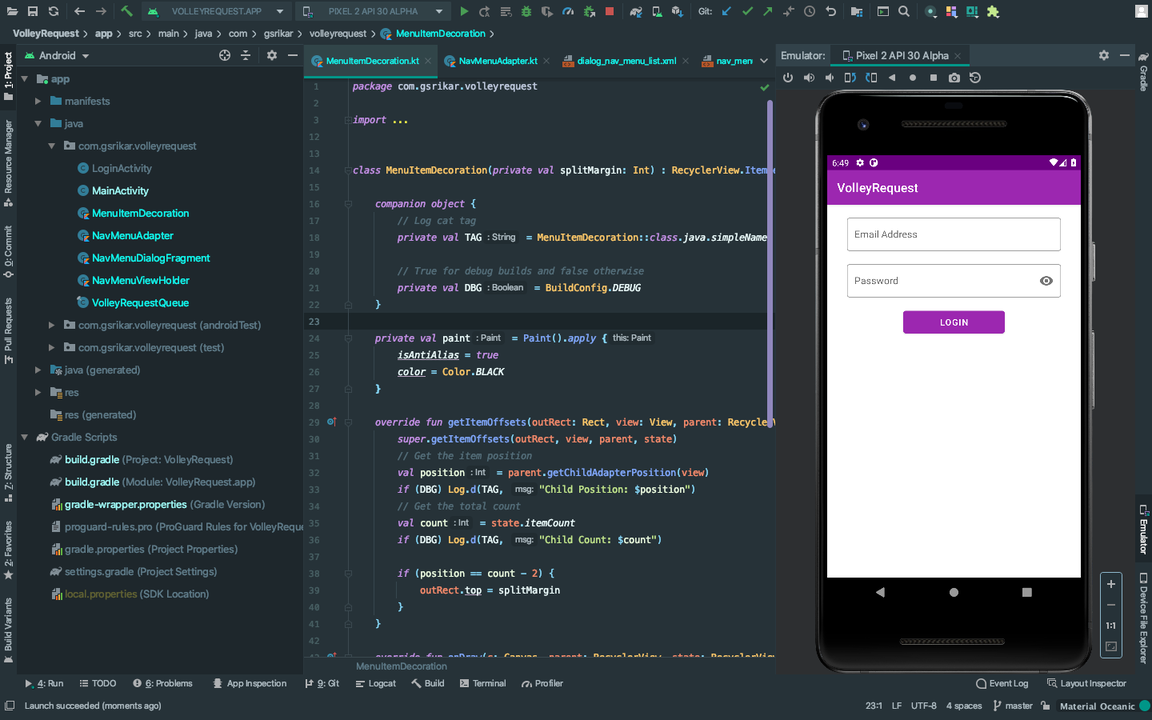 VOLLEYREQUEST.APP
PIXEL 2 API 30 ALPHA
Git:
VolleyRequest
app
src
main
java
com
gsrikar
volleyrequest
MenuItemDecoration
Android
MenuItemDecoration.kt
NavMenuAdapter.kt
dialog_nav_menu_list.xml
Emulator:
Pixel 2 API 30 Alpha
1: Project
Resource Manager
0: Commit
Pull Requests
7: Structure
2: Favorites
Build Variants
app
manifests
java
com.gsrikar.volleyrequest
LoginActivity
MainActivity
MenuItemDecoration
NavMenuAdapter
NavMenuDialogFragment
NavMenuViewHolder
VolleyRequestQueue
com.gsrikar.volleyrequest (androidTest)
com.gsrikar.volleyrequest (test)
java (generated)
res
res (generated)
Gradle Scripts
build.gradle (Project: VolleyRequest)
build.gradle (Module: VolleyRequest.app)
gradle-wrapper.properties (Gradle Version)
proguard-rules.pro (ProGuard Rules for VolleyReque
gradle.properties (Project Properties)
settings.gradle (Project Settings)
local.properties (SDK Location)
1 package com.gsrikar.volleyrequest
2
3 import ...
12
13
14 class MenuItemDecoration(private val splitMargin: Int) : RecyclerView.Item
15
16 companion object {
17 // Log cat tag
18 private val TAG : String = MenuItemDecoration::class.java.simpleName
19
20 // True for debug builds and false otherwise
21 private val DBG : Boolean = BuildConfig.DEBUG
22 }
23
24 private val paint : Paint = Paint().apply { this: Paint
25 isAntiAlias = true
26 color = Color.BLACK
27 }
28
29 override fun getItemOffsets(outRect: Rect, view: View, parent: RecyclerV
30 super.getItemOffsets(outRect, view, parent, state)
31 // Get the item position
32 val position : Int = parent.getChildAdapterPosition(view)
33 if (DBG) Log.d(TAG, msg: "Child Position: $position")
34 // Get the total count
35 val count : Int = state.itemCount
36 if (DBG) Log.d(TAG, msg: "Child Count: $count")
37
38 if (position == count - 2) {
39 outRect.top = splitMargin
40 }
41 }
42
MenuItemDecoration
6:49
VolleyRequest
Email Address
Password
LOGIN
1:1
Gradle
Emulator
Device File Explorer
4: Run
TODO
6: Problems
App Inspection
9: Git
Logcat
Build
Terminal
Profiler
Event Log
Layout Inspector
Launch succeeded (moments ago)
23:1
LF
UTF-8
4 spaces
master
Material Oceanic